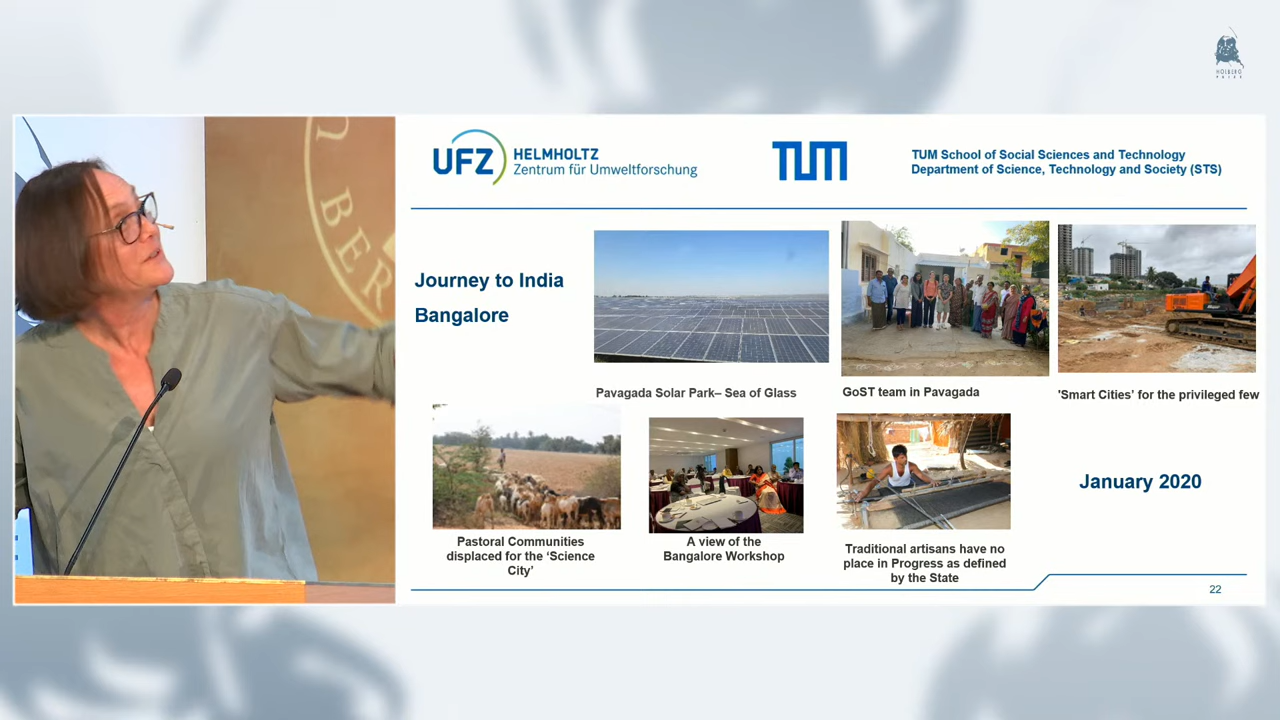 HOLBERG
PRIZE
BER
UFZ
HELMHOLTZ
Zentrum für Umweltforschung
TUM
TUM School of Social Sciences and Technology
Department of Science, Technology and Society (STS)
Journey to India
Bangalore
Pavagada Solar Park– Sea of Glass
GoST team in Pavagada
'Smart Cities' for the privileged few
Pastoral Communities
displaced for the ‘Science
City’
A view of the
Bangalore Workshop
Traditional artisans have no
place in Progress as defined
by the State
January 2020
22